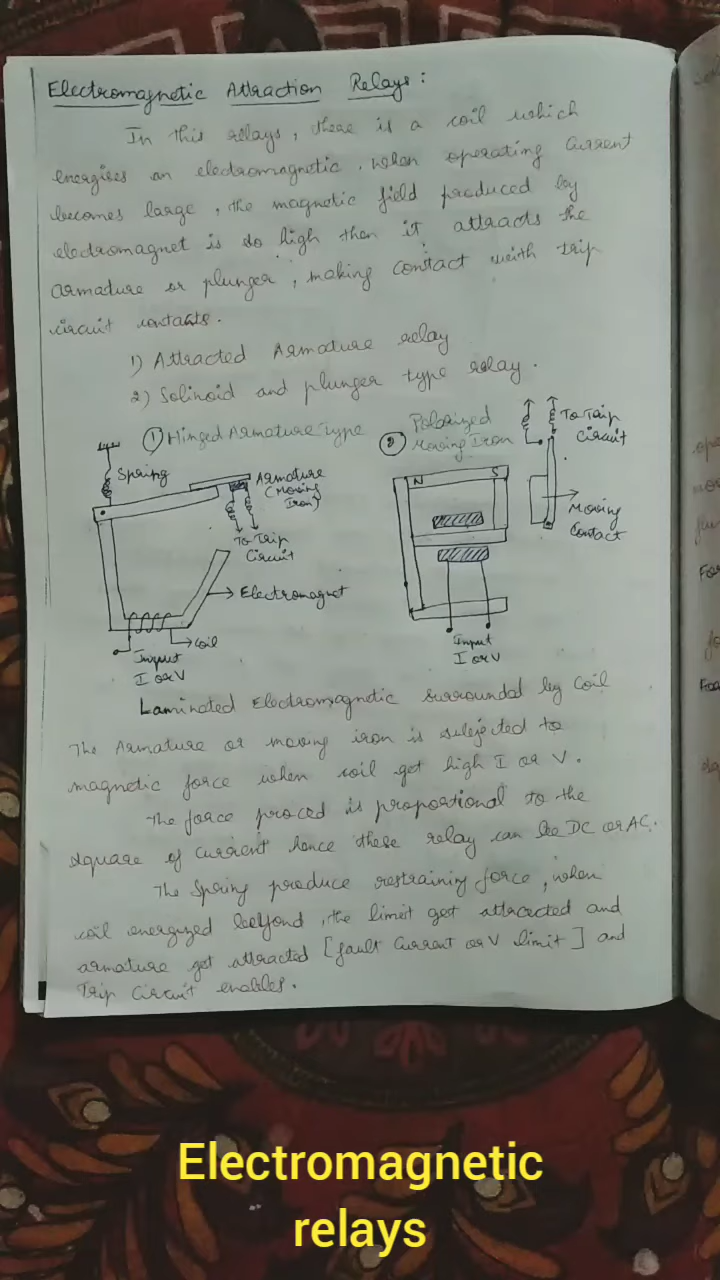 Electromagnetic Attraction Relays:
In this relays, there is a coil which
energises an electromagnetic. when operating Current
becomes large, the magnetic field produced by
electromagnet is so high then it attracts the
armature or plunger, making contact with trip
circuit contacts.
1) Attracted Armature relay
2) Solinoid and plunger type relay.
① Hinged Armature Type
Spring
Armature
(Moving
Iron)
To Trip
Circuit
Electromagnet
Coil
Input
I or V
② Polarized
Moving Iron
N S
To Trip
Circuit
Moving
Contact
Input
I or V
Laminated Electromagnetic surrounded by Coil
The Armature or moving iron is subjected to
magnetic force when coil get high I or V.
The force proced is proportional to the
square of current hence these relay can be DC or AC.
The Spring produce restraining force, when
coil energized beyond, the limit get attracted and
armature get attracted [fault Current or V limit] and
Trip Circuit enables.
Electromagnetic
relays